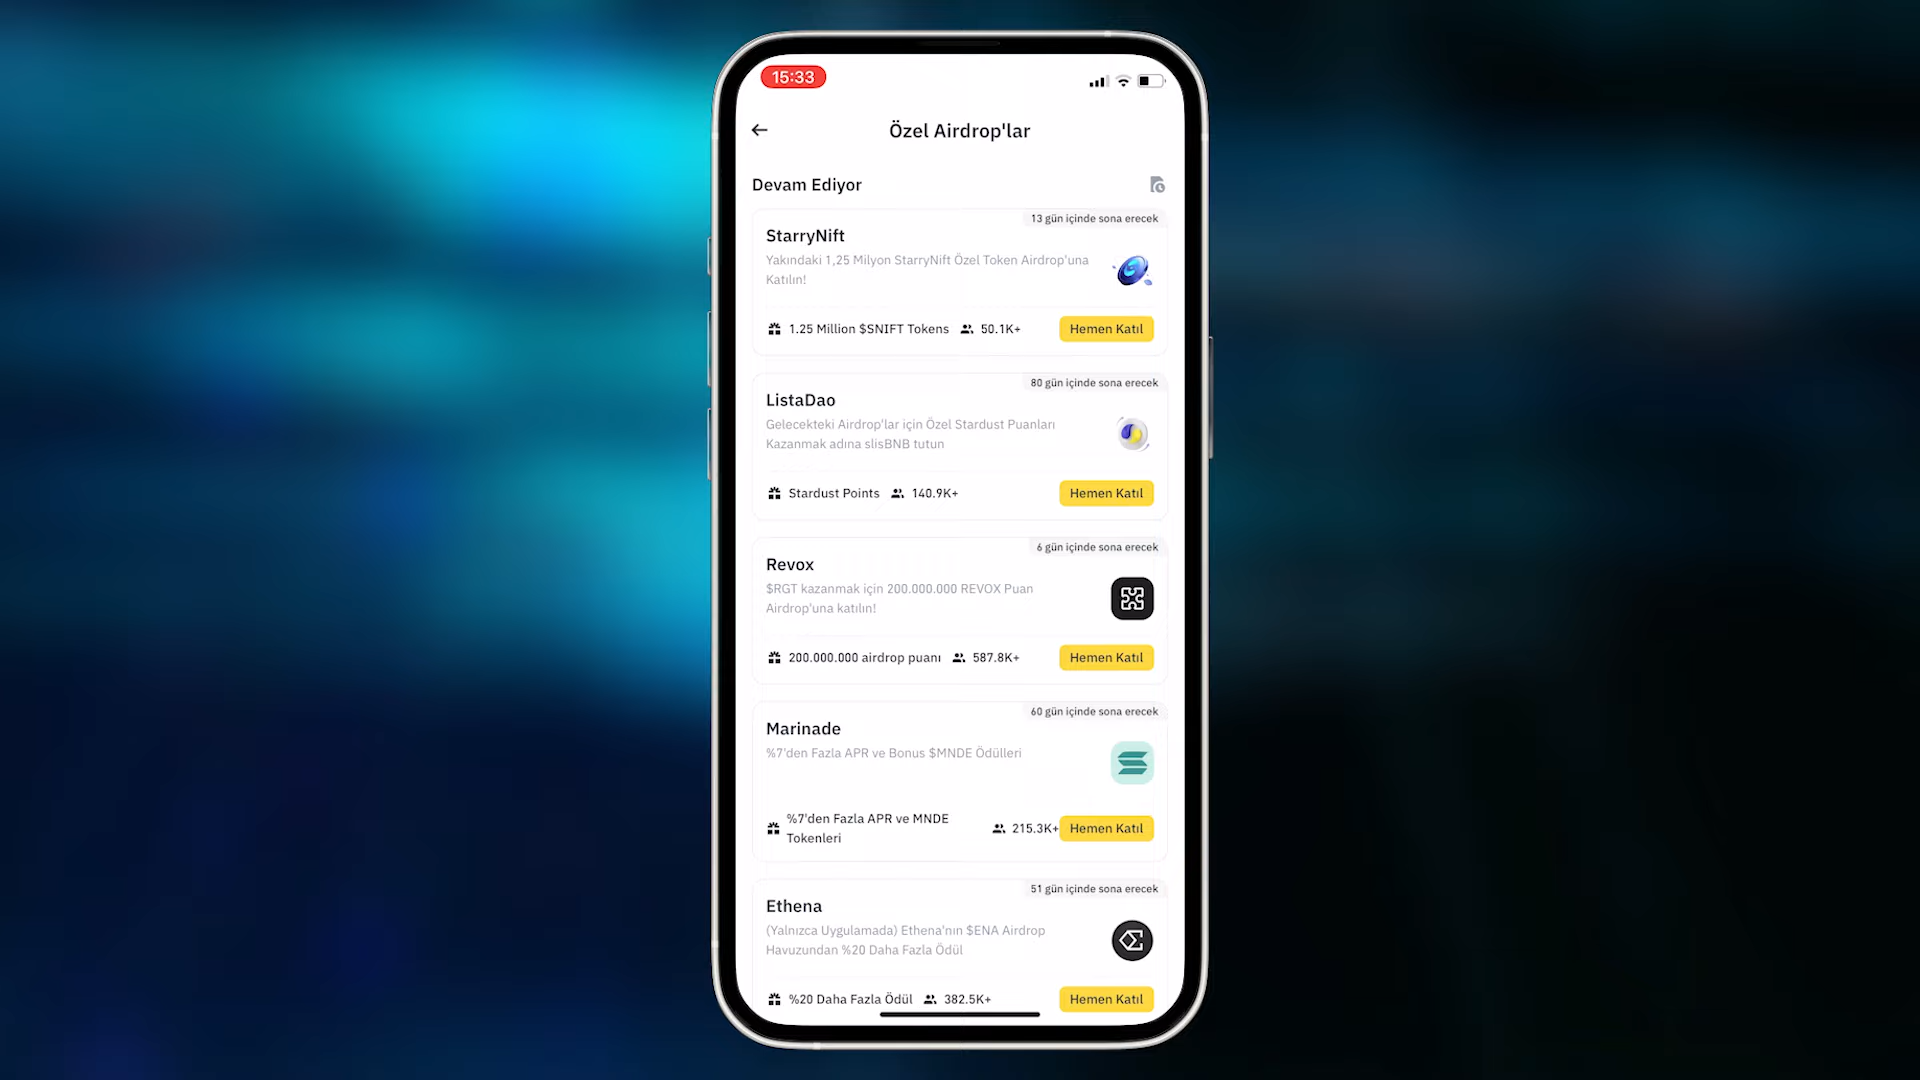 15:33
Özel Airdrop'lar
Devam Ediyor
13 gün içinde sona erecek
StarryNift
Yakındaki 1,25 Milyon StarryNift Özel Token Airdrop'una
Katılın!
1.25 Million $SNIFT Tokens 50.1K+ Hemen Katıl
80 gün içinde sona erecek
ListaDao
Gelecekteki Airdrop'lar için Özel Stardust Puanları
Kazanmak adına slisBNB tutun
Stardust Points 140.9K+ Hemen Katıl
6 gün içinde sona erecek
Revox
$RGT kazanmak için 200.000.000 REVOX Puan
Airdrop'una katılın!
200.000.000 airdrop puanı 587.8K+ Hemen Katıl
60 gün içinde sona erecek
Marinade
%7'den Fazla APR ve Bonus $MNDE Ödülleri
%7'den Fazla APR ve MNDE
Tokenleri
215.3K+ Hemen Katıl
51 gün içinde sona erecek
Ethena
(Yalnızca Uygulamada) Ethena'nın $ENA Airdrop
Havuzundan %20 Daha Fazla Ödül
%20 Daha Fazla Ödül 382.5K+ Hemen Katıl